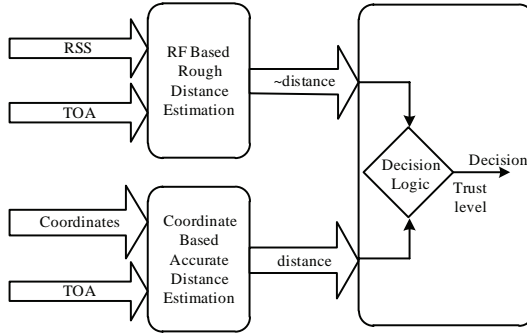 RSS
TOA
RF Based
Rough
Distance
Estimation
~distance
Decision
Logic
Decision
Trust
level
Coordinates
TOA
Coordinate
Based
Accurate
Distance
Estimation
distance